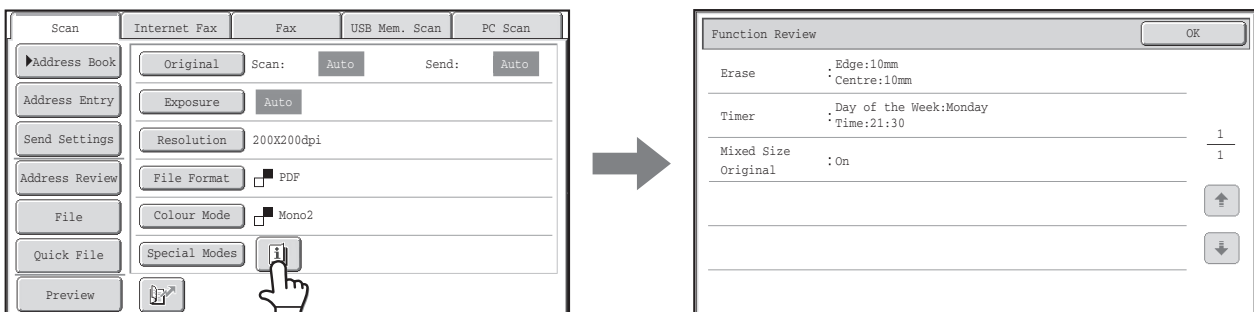 Scan Internet Fax Fax USB Mem. Scan PC Scan
Address Book Original Scan: Auto Send: Auto
Address Entry Exposure Auto
Send Settings Resolution 200X200dpi
Address Review File Format PDF
File Colour Mode Mono2
Quick File Special Modes i
Preview
Function Review OK
Erase :Edge:10mm
Centre:10mm
Timer :Day of the Week:Monday
Time:21:30
Mixed Size
Original :On
1
1